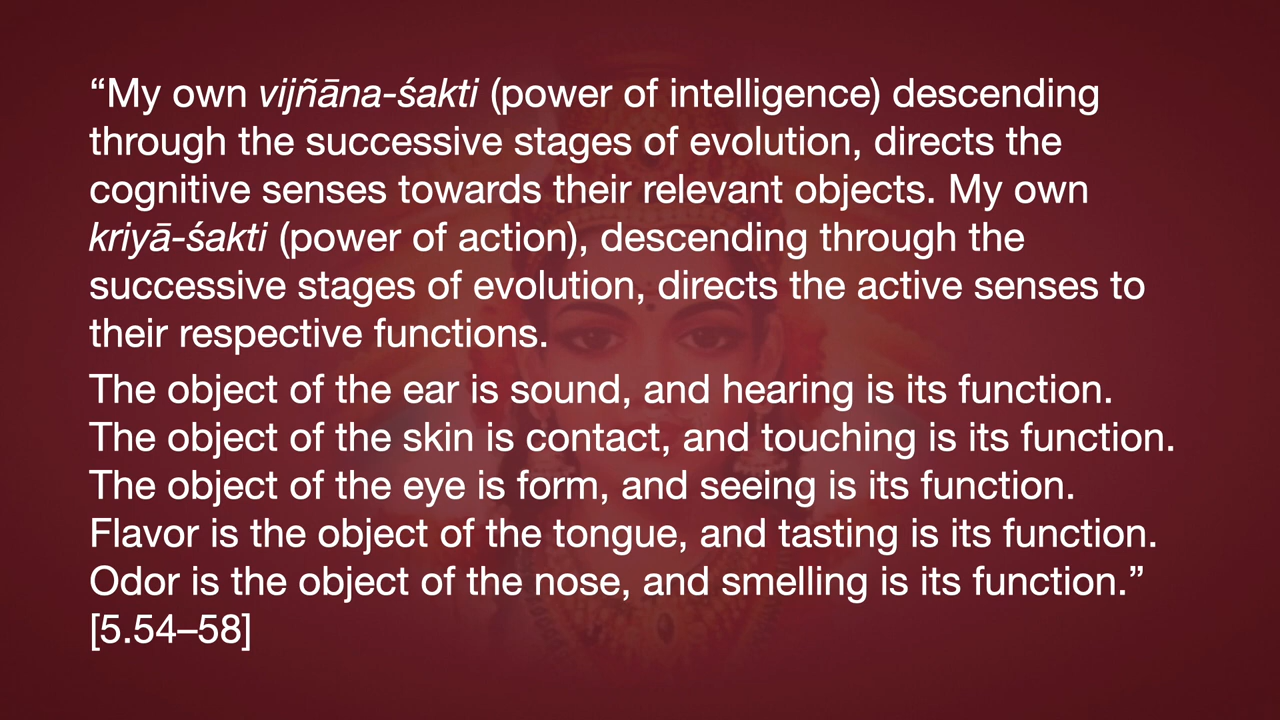 “My own vijñāna-śakti (power of intelligence) descending
through the successive stages of evolution, directs the
cognitive senses towards their relevant objects. My own
kriyā-śakti (power of action), descending through the
successive stages of evolution, directs the active senses to
their respective functions.
The object of the ear is sound, and hearing is its function.
The object of the skin is contact, and touching is its function.
The object of the eye is form, and seeing is its function.
Flavor is the object of the tongue, and tasting is its function.
Odor is the object of the nose, and smelling is its function.”
[5.54–58]